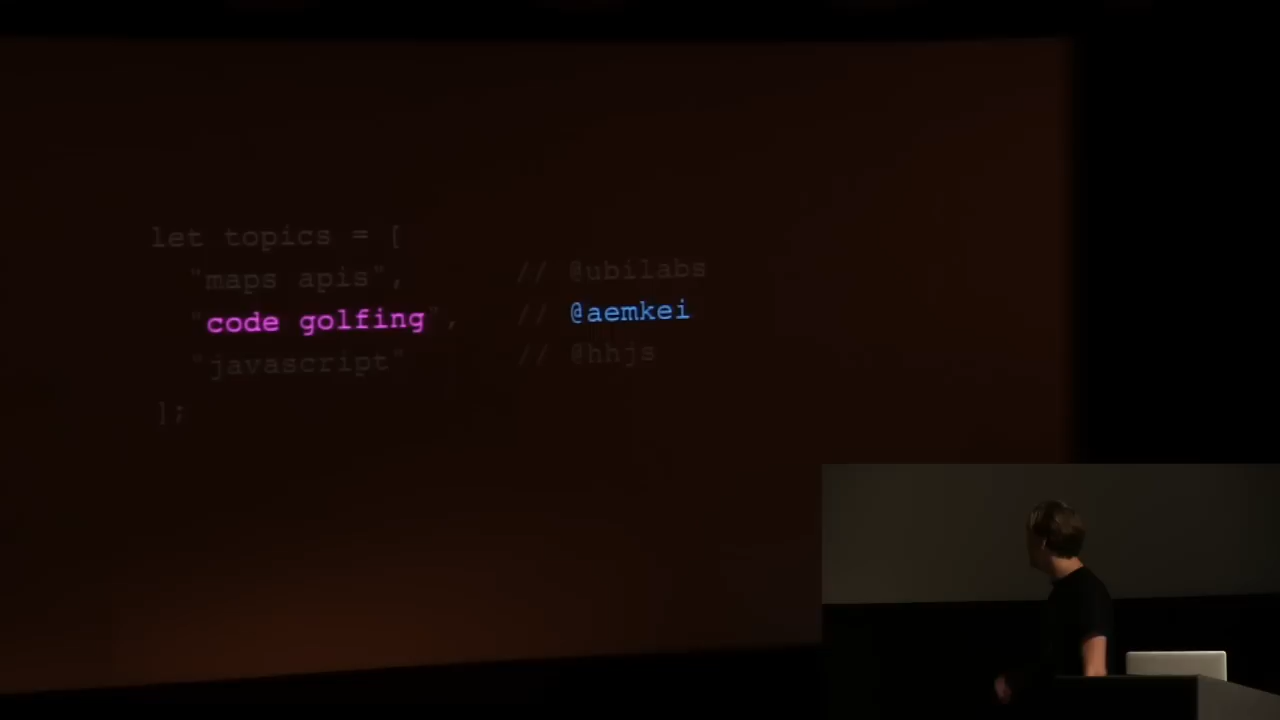 let topics = [
"maps apis", // @ubilabs
"code golfing", // @aemkei
"javascript" // @hhjs
];